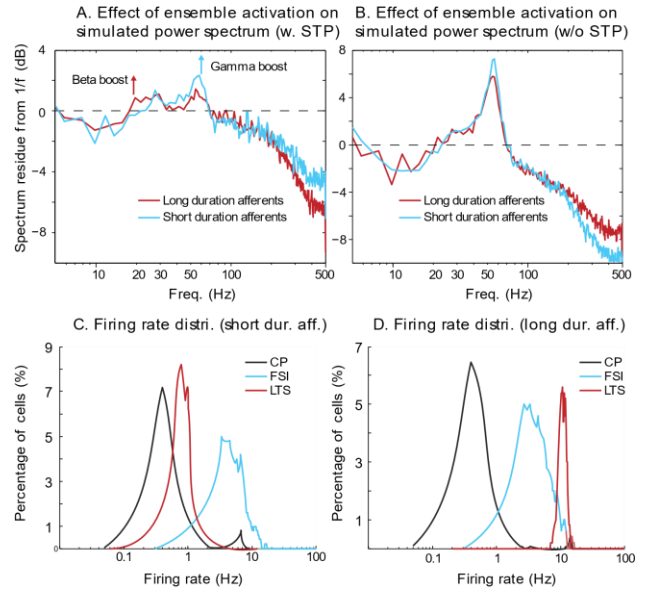 A. Effect of ensemble activation on
simulated power spectrum (w. STP)
B. Effect of ensemble activation on
simulated power spectrum (w/o STP)
Spectrum residue from 1/f (dB)
4
0
-4
-8
Beta boost
Gamma boost
Long duration afferents
Short duration afferents
10
20
30
50
100
500
Freq. (Hz)
8
4
0
-4
-8
Long duration afferents
Short duration afferents
10
20
30
50
100
500
Freq. (Hz)
C. Firing rate distri. (short dur. aff.)
D. Firing rate distri. (long dur. aff.)
Percentage of cells (%)
9
7
5
3
1
0
CP
FSI
LTS
0.1
1
10
100
Firing rate (Hz)
Percentage of cells (%)
7
5
3
1
0
CP
FSI
LTS
0.1
1
10
100
Firing rate (Hz)